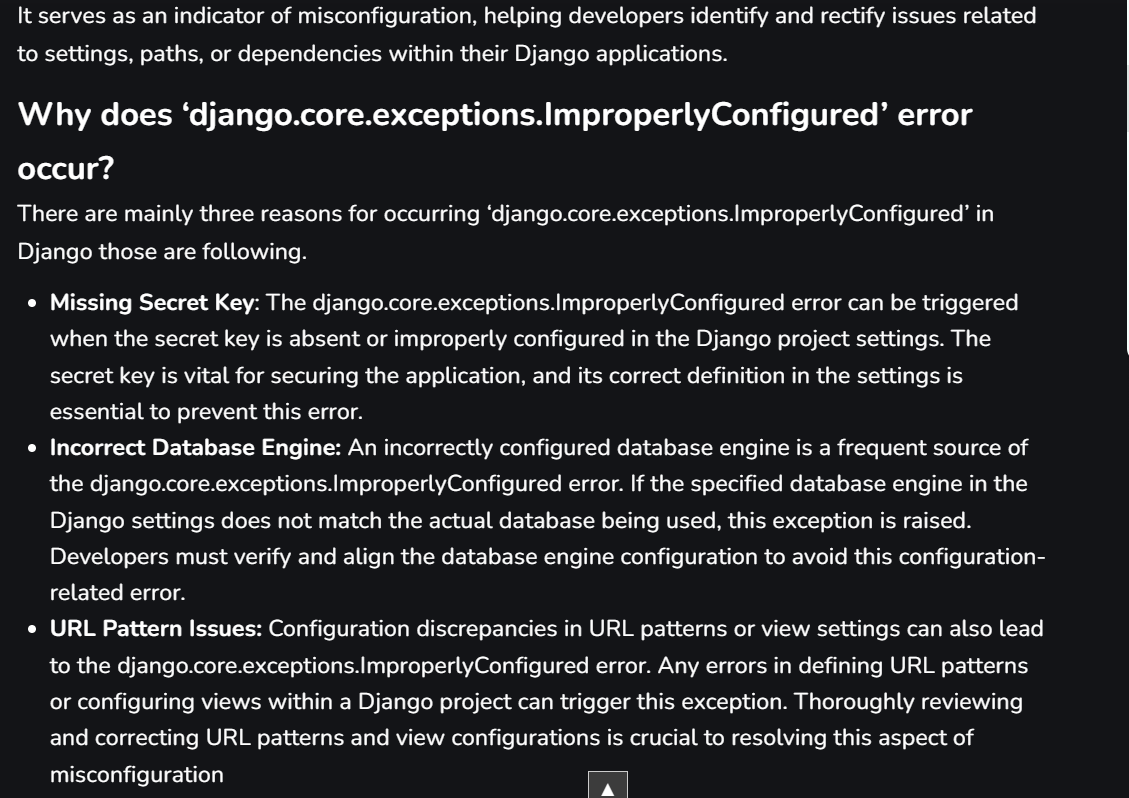 It serves as an indicator of misconfiguration, helping developers identify and rectify issues related
to settings, paths, or dependencies within their Django applications.
Why does ‘django.core.exceptions.ImproperlyConfigured’ error
occur?
There are mainly three reasons for occurring ‘django.core.exceptions.ImproperlyConfigured’ in
Django those are following.
• Missing Secret Key: The django.core.exceptions.ImproperlyConfigured error can be triggered
when the secret key is absent or improperly configured in the Django project settings. The
secret key is vital for securing the application, and its correct definition in the settings is
essential to prevent this error.
• Incorrect Database Engine: An incorrectly configured database engine is a frequent source of
the django.core.exceptions.ImproperlyConfigured error. If the specified database engine in the
Django settings does not match the actual database being used, this exception is raised.
Developers must verify and align the database engine configuration to avoid this configuration-
related error.
• URL Pattern Issues: Configuration discrepancies in URL patterns or view settings can also lead
to the django.core.exceptions.ImproperlyConfigured error. Any errors in defining URL patterns
or configuring views within a Django project can trigger this exception. Thoroughly reviewing
and correcting URL patterns and view configurations is crucial to resolving this aspect of
misconfiguration